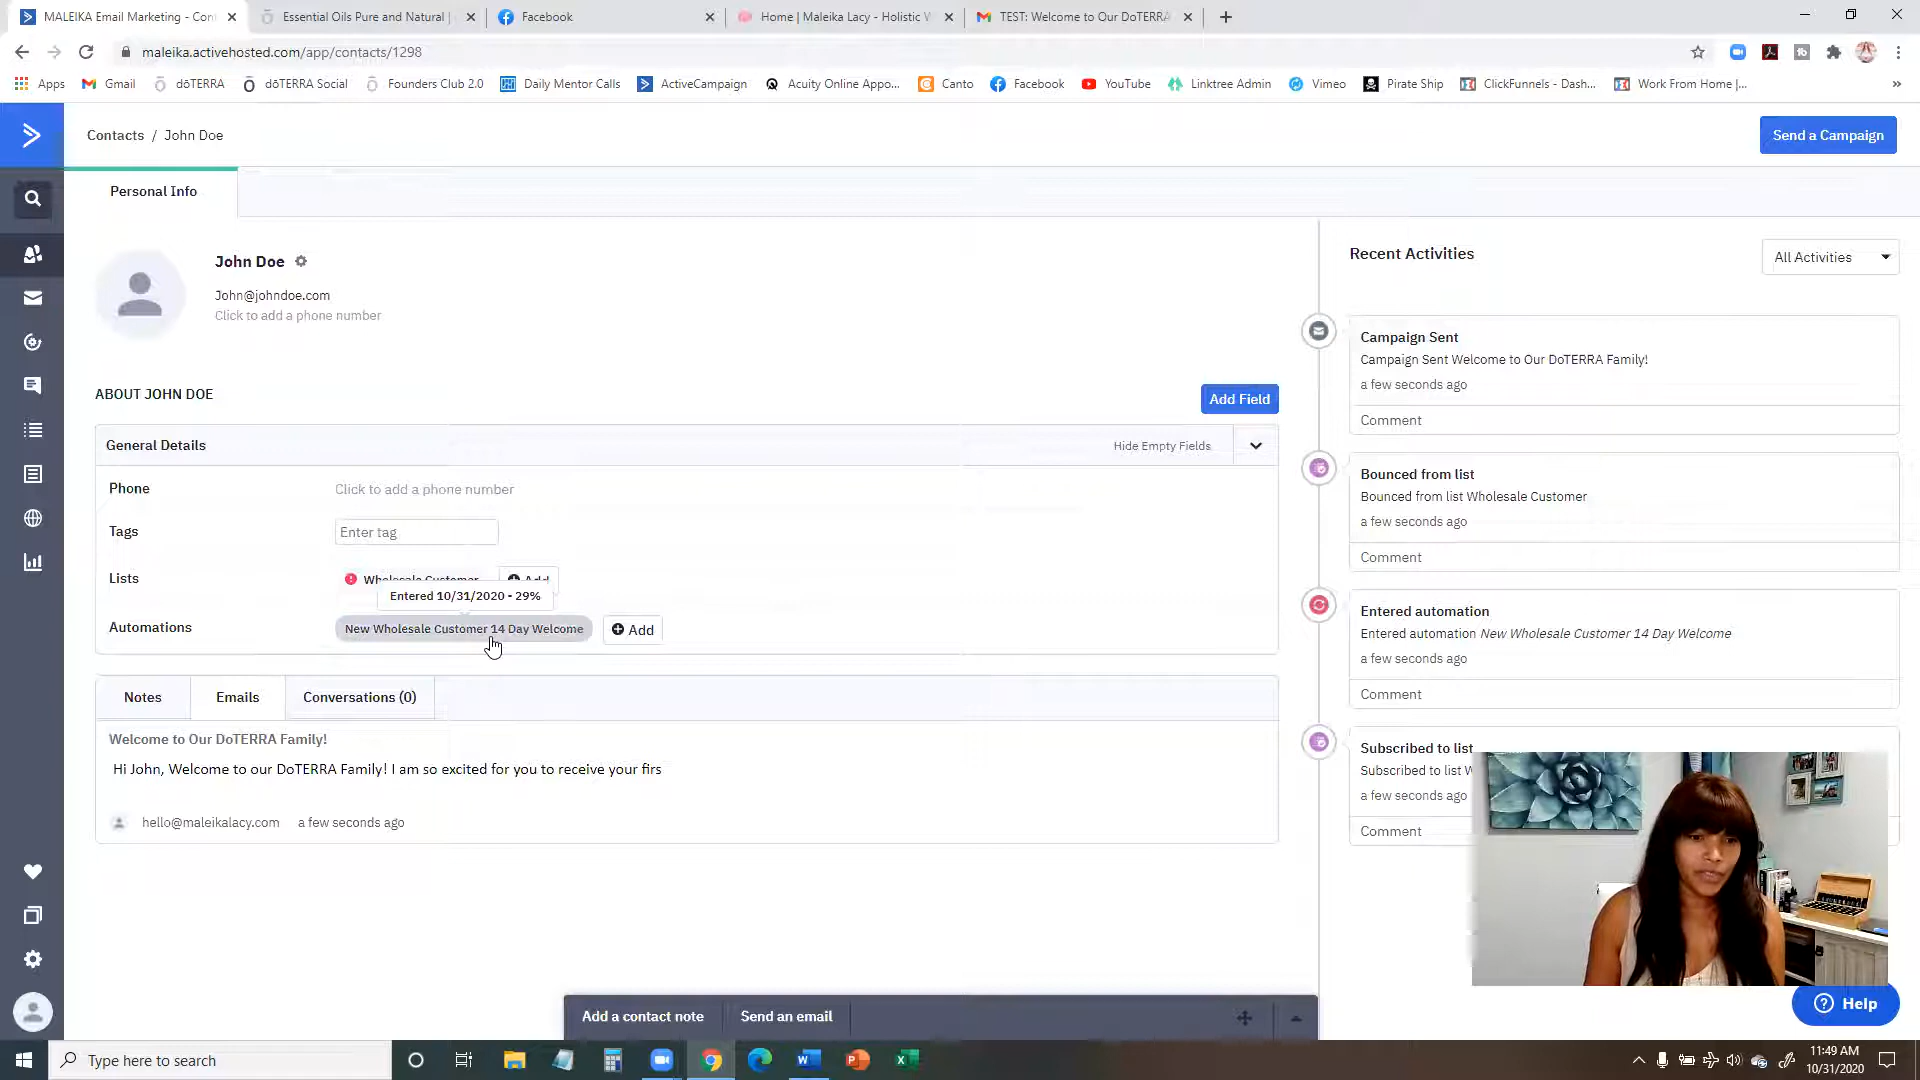 MALEIKA Email Marketing - Con
Essential Oils Pure and Natural |
Facebook
Home | Maleika Lacy - Holistic W
TEST: Welcome to Our DoTERRA
maleika.activehosted.com/app/contacts/1298
Apps
Gmail
dōTERRA
dōTERRA Social
Founders Club 2.0
Daily Mentor Calls
ActiveCampaign
Acuity Online Appo...
Canto
Facebook
YouTube
Linktree Admin
Vimeo
Pirate Ship
ClickFunnels - Dash...
Work From Home |...
Contacts / John Doe
Send a Campaign
Personal Info
John Doe
John@johndoe.com
Click to add a phone number
Recent Activities
All Activities
Campaign Sent
Campaign Sent Welcome to Our DoTERRA Family!
a few seconds ago
Comment
ABOUT JOHN DOE
Add Field
General Details
Hide Empty Fields
Phone
Click to add a phone number
Tags
Enter tag
Lists
Wholesale Customer
Add
Entered 10/31/2020 - 29%
Automations
New Wholesale Customer 14 Day Welcome
Add
Bounced from list
Bounced from list Wholesale Customer
a few seconds ago
Comment
Entered automation
Entered automation New Wholesale Customer 14 Day Welcome
a few seconds ago
Comment
Notes
Emails
Conversations (0)
Welcome to Our DoTERRA Family!
Hi John, Welcome to our DoTERRA Family! I am so excited for you to receive your firs
hello@maleikalacy.com
a few seconds ago
Subscribed to list
Subscribed to list W
a few seconds ago
Comment
Add a contact note
Send an email
Help
Type here to search
11:49 AM
10/31/2020